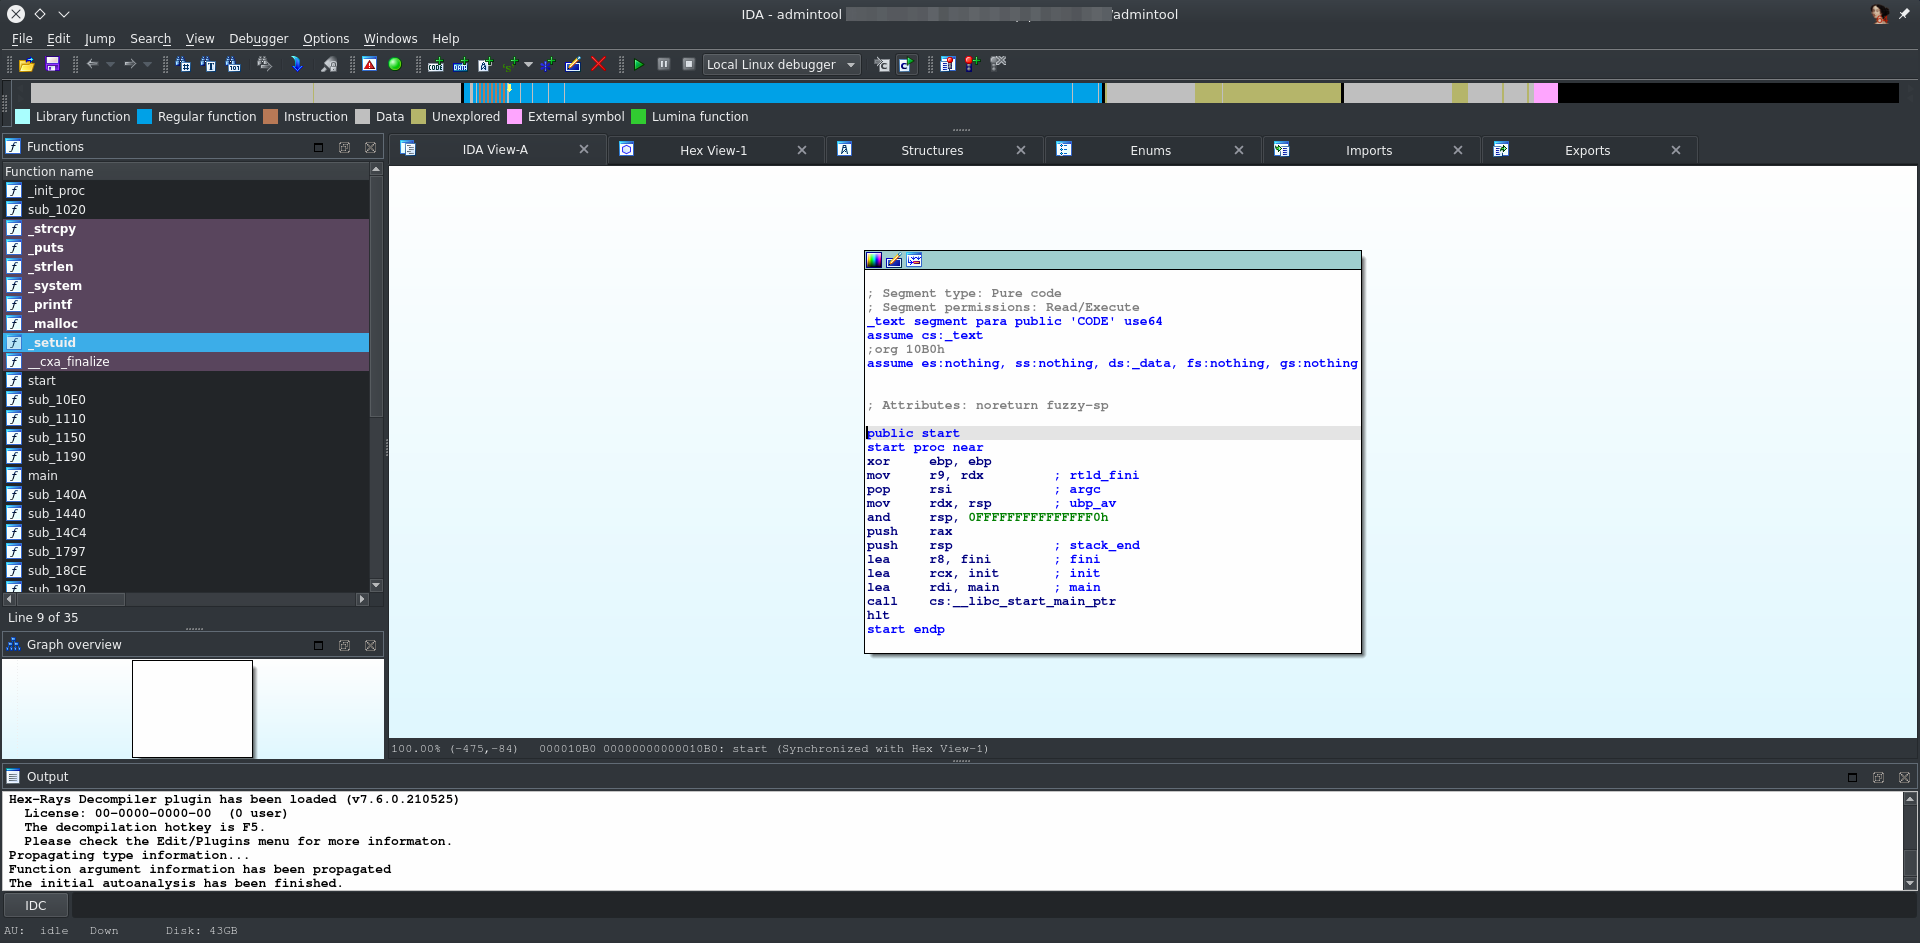 IDA - admintool /admintool
File Edit Jump Search View Debugger Options Windows Help
Local Linux debugger
Library function Regular function Instruction Data Unexplored External symbol Lumina function
Functions
Function name
_init_proc
sub_1020
_strcpy
_puts
_strlen
_system
_printf
_malloc
_setuid
__cxa_finalize
start
sub_10E0
sub_1110
sub_1150
sub_1190
main
sub_140A
sub_1440
sub_14C4
sub_1797
sub_18CE
sub_1920
Line 9 of 35
Graph overview
IDA View-A Hex View-1 Structures Enums Imports Exports
; Segment type: Pure code
; Segment permissions: Read/Execute
_text segment para public 'CODE' use64
assume cs:_text
;org 10B0h
assume es:nothing, ss:nothing, ds:_data, fs:nothing, gs:nothing
; Attributes: noreturn fuzzy-sp
public start
start proc near
xor ebp, ebp
mov r9, rdx ; rtld_fini
pop rsi ; argc
mov rdx, rsp ; ubp_av
and rsp, 0FFFFFFFFFFFFFFF0h
push rax
push rsp ; stack_end
lea r8, fini ; fini
lea rcx, init ; init
lea rdi, main ; main
call cs:__libc_start_main_ptr
hlt
start endp
100.00% (-475,-84) 000010B0 00000000000010B0: start (Synchronized with Hex View-1)
Output
Hex-Rays Decompiler plugin has been loaded (v7.6.0.210525)
License: 00-0000-0000-00 (0 user)
The decompilation hotkey is F5.
Please check the Edit/Plugins menu for more informaton.
Propagating type information...
Function argument information has been propagated
The initial autoanalysis has been finished.
IDC
AU: idle Down Disk: 43GB